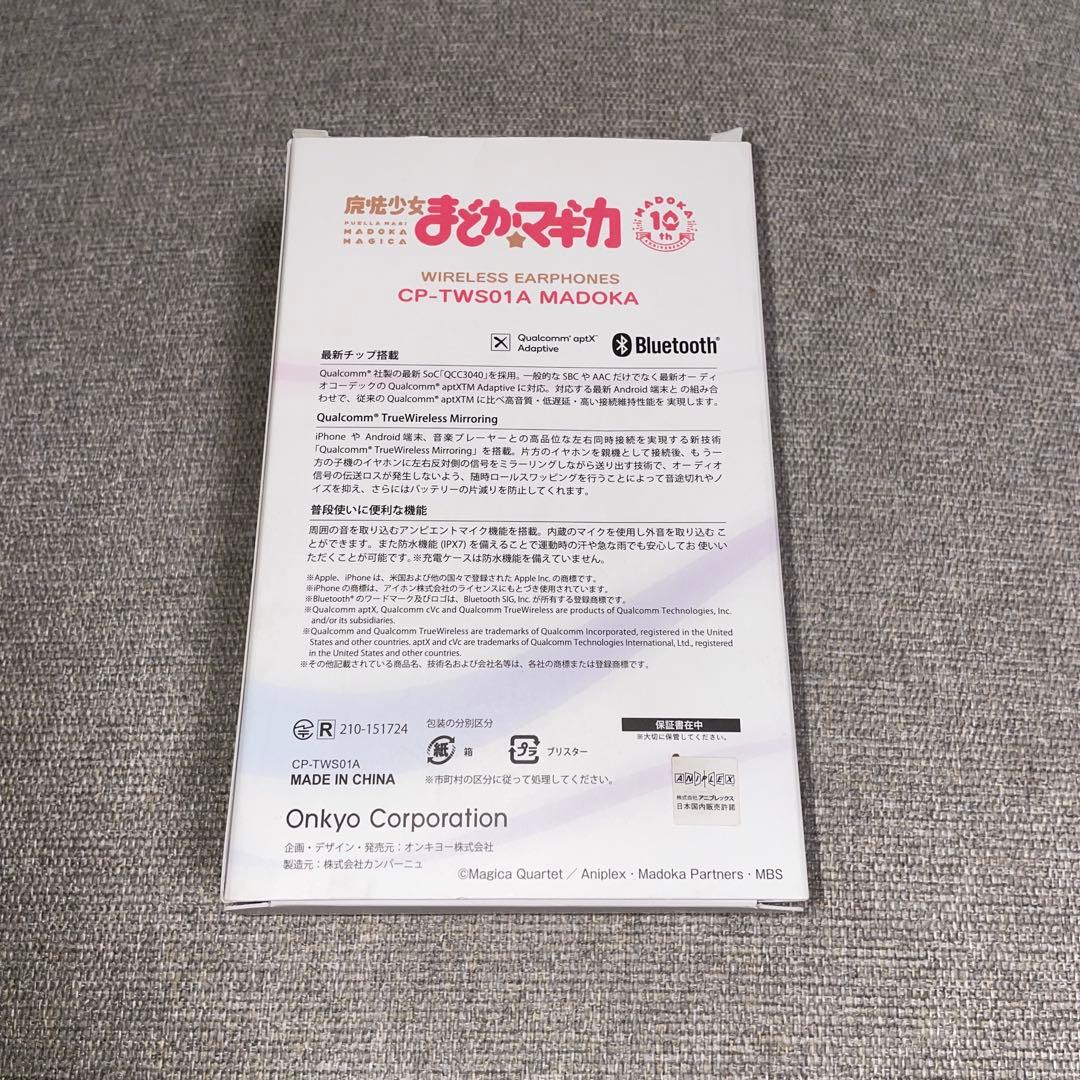 魔法少女
PUELLA MAGI
MADOKA
MAGICA
まどか☆マギカ
MADOKA
10th
ANNIVERSARY
WIRELESS EARPHONES
CP-TWS01A MADOKA
Qualcomm® aptX™
Adaptive
Bluetooth®
最新チップ搭載
Qualcomm® 社製の最新 SoC「QCC3040」を採用。一般的な SBC や AAC だけでなく最新オー ディ
オコーデックの Qualcomm® aptXTM Adaptive に対応。対応する最新 Android 端末と の組み合
わせで、従来の Qualcomm® aptXTM に比べ高音質・低遅延・高い接続維持性能を 実現します。
Qualcomm® TrueWireless Mirroring
iPhone や Android 端末、音楽プレーヤーとの高品位な左右同時接続を実現する新技術
「Qualcomm® TrueWireless Mirroring」を搭載。片方のイヤホンを親機として接続後、も う一
方の子機のイヤホンに左右反対側の信号をミラーリングしながら送り出す技術で、オー ディオ
信号の伝送ロスが発生しないよう、随時ロールスワッピングを行うことによって音途切れやノ
イズを抑え、さらにはバッテリーの片減りを防止してくれます。
普段使いに便利な機能
周囲の音を取り込むアンビエントマイク機能を搭載。内蔵のマイクを使用し外音を取り込む こ
とができます。また防水機能 (IPX7) を備えることで運動時の汗や急な雨でも安心してお 使いい
ただくことが可能です。※充電ケースは防水機能を備えていません。
※Apple、iPhone は、米国および他の国々で登録された Apple Inc. の商標です。
※iPhone の商標は、アイホン株式会社のライセンスにもとづき使用されています。
※Bluetooth® のワードマーク及びロゴは、Bluetooth SIG, Inc. が所有する登録商標です。
※Qualcomm aptX, Qualcomm cVc and Qualcomm TrueWireless are products of Qualcomm Technologies, Inc.
and/or its subsidiaries.
※Qualcomm and Qualcomm TrueWireless are trademarks of Qualcomm Incorporated, registered in the United
States and other countries. aptX and cVc are trademarks of Qualcomm Technologies International, Ltd., registered
in the United States and other countries.
※その他記載されている商品名、技術名および会社名等は、各社の商標または登録商標です。
R 210-151724
包装の分別区分
紙 箱
プラ ブリスター
※市町村の区分に従って処理してください。
保証書在中
※大切に保管してください。
CP-TWS01A
MADE IN CHINA
ANIPLEX
株式会社 アニプレックス
日本国内販売許諾
Onkyo Corporation
企画・デザイン・発売元：オンキヨー株式会社
製造元：株式会社カンパーニュ
©Magica Quartet／Aniplex・Madoka Partners・MBS